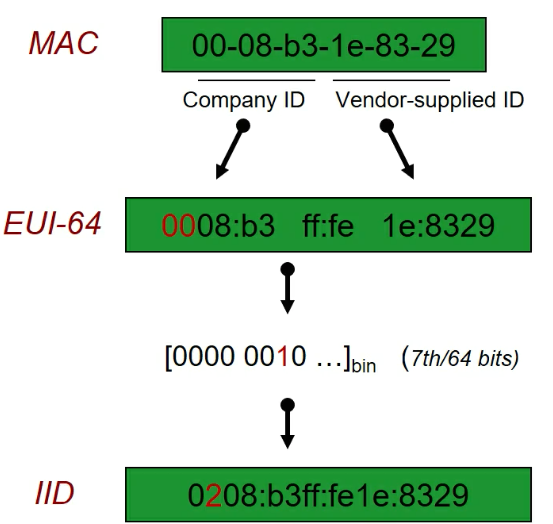 MAC 00-08-b3-1e-83-29
Company ID Vendor-supplied ID
EUI-64 0008:b3 ff:fe 1e:8329
[0000 0010 ...]bin (7th/64 bits)
IID 0208:b3ff:fe1e:8329